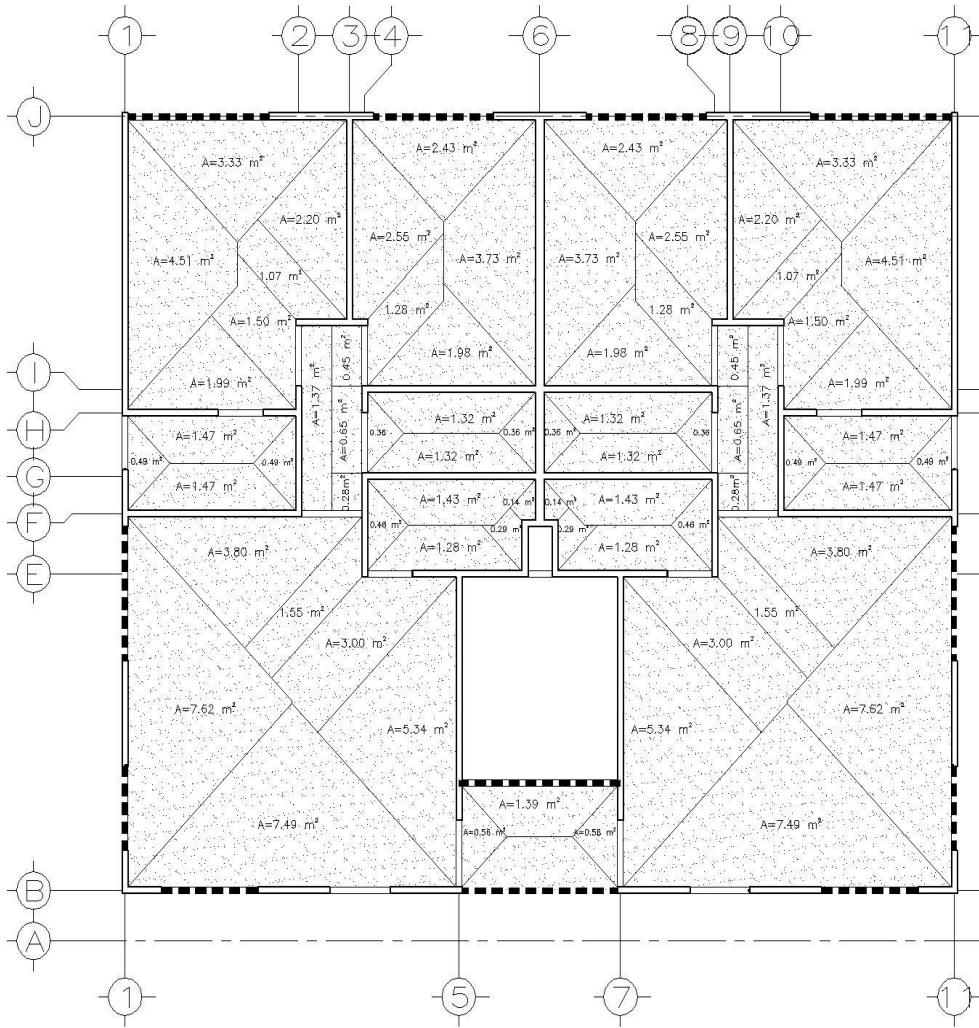 1 2 3 4 6 8 9 10 11
J
A=3.33 m² A=2.43 m² A=2.43 m² A=3.33 m²
A=2.20 m² A=2.20 m²
A=2.55 m² A=2.55 m²
A=4.51 m² A=3.73 m² A=3.73 m² A=4.51 m²
1.07 m² 1.07 m²
1.28 m² 1.28 m²
A=1.50 m² A=1.50 m²
A=1.98 m² A=1.98 m²
0.45 m² 0.45 m²
I
A=1.99 m² A=1.99 m²
A=1.37 m² A=1.37 m²
H
A=1.32 m² A=1.32 m²
A=0.65 m² A=0.65 m²
A=1.47 m² 0.36 0.36 m² 0.36 m² 0.36 A=1.47 m²
A=1.32 m² A=1.32 m²
0.49 m² 0.49 m² 0.49 m² 0.49 m²
G
A=1.47 m² 0.28m² 0.28m² A=1.47 m²
A=1.43 m² 0.14 m² 0.14 m² A=1.43 m²
F
0.46 m² 0.29 m² 0.29 m² 0.46 m²
A=3.80 m² A=1.28 m² A=1.28 m² A=3.80 m²
E
1.55 m² 1.55 m²
A=3.00 m² A=3.00 m²
A=7.62 m² A=7.62 m²
A=5.34 m² A=5.34 m²
A=1.39 m²
A=7.49 m² A=0.58 m² A=0.58 m² A=7.49 m²
B
A
1 5 7 11